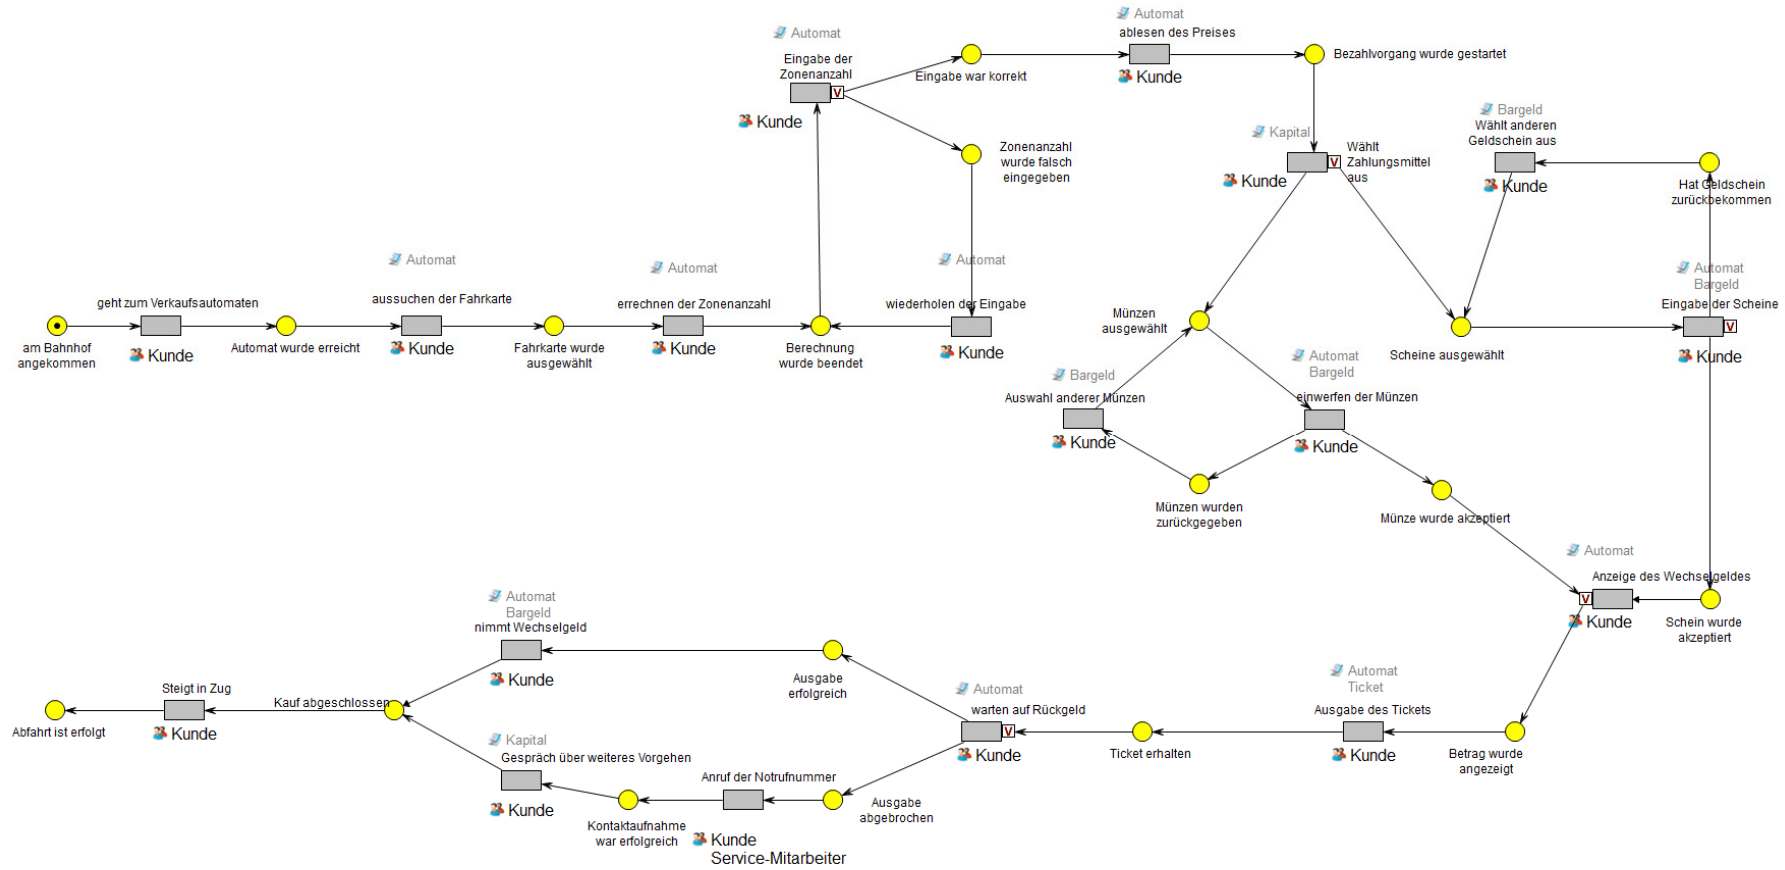 Automat
ablesen des Preises
Kunde
Automat
Eingabe der
Zonenanzahl
V
Kunde
Eingabe war korrekt
Bezahlvorgang wurde gestartet
Zonenanzahl
wurde falsch
eingegeben
Kapital
V
Wählt
Zahlungsmittel
aus
Kunde
Bargeld
Wählt anderen
Geldschein aus
Kunde
Hat Geldschein
zurückbekommen
Automat
Bargeld
Eingabe der Scheine
V
Kunde
geht zum Verkaufsautomaten
Kunde
am Bahnhof
angekommen
Automat wurde erreicht
Automat
aussuchen der Fahrkarte
Kunde
Fahrkarte wurde
ausgewählt
Automat
errechnen der Zonenanzahl
Kunde
Berechnung
wurde beendet
Automat
wiederholen der Eingabe
Kunde
Münzen
ausgewählt
Scheine ausgewählt
Bargeld
Auswahl anderer Münzen
Kunde
Automat
Bargeld
einwerfen der Münzen
Kunde
Münzen wurden
zurückgegeben
Münze wurde akzeptiert
Automat
Anzeige des Wechselgeldes
V
Kunde
Schein wurde
akzeptiert
Automat
Bargeld
nimmt Wechselgeld
Kunde
Ausgabe
erfolgreich
Automat
warten auf Rückgeld
V
Kunde
Automat
Ticket
Ausgabe des Tickets
Kunde
Ticket erhalten
Betrag wurde
angezeigt
Steigt in Zug
Kunde
Abfahrt ist erfolgt
Kauf abgeschlossen
Kapital
Gespräch über weiteres Vorgehen
Kunde
Anruf der Notrufnummer
Kontaktaufnahme
war erfolgreich
Kunde
Service-Mitarbeiter
Ausgabe
abgebrochen